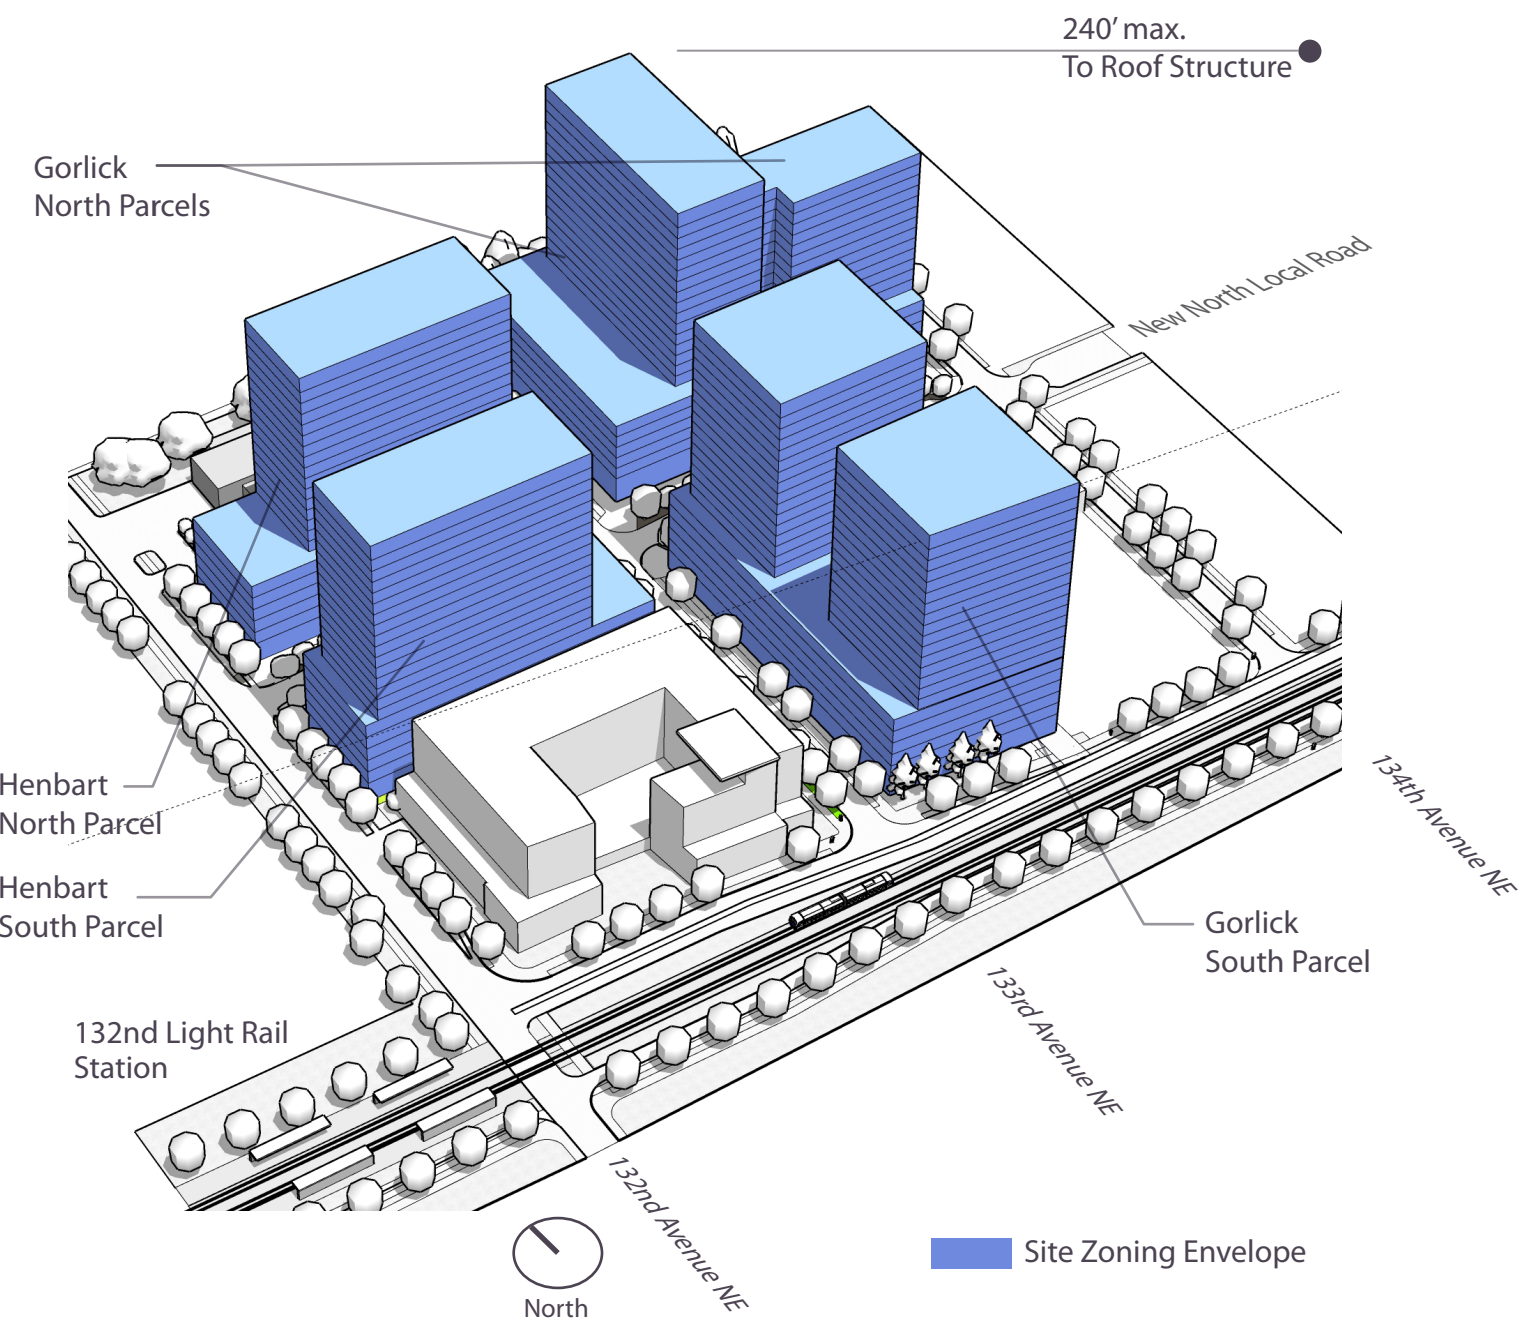 240' max.
To Roof Structure
Gorlick
North Parcels
New North Local Road
Henbart
North Parcel
Henbart
South Parcel
134th Avenue NE
Gorlick
South Parcel
133rd Avenue NE
132nd Light Rail
Station
132nd Avenue NE
Site Zoning Envelope
North